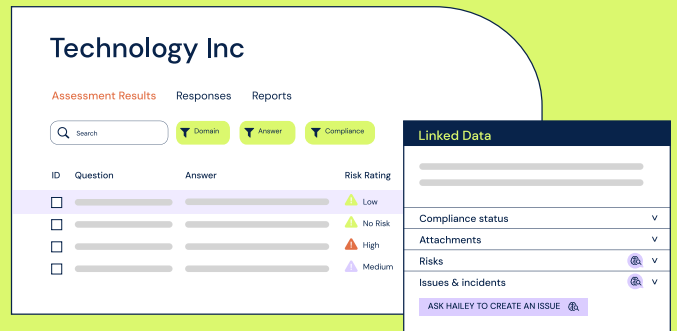 Technology Inc
Assessment Results Responses Reports
Search Domain Answer Compliance
ID Question Answer Risk Rating
Low
No Risk
High
Medium
Linked Data
Compliance status
Attachments
Risks
Issues & incidents
ASK HAILEY TO CREATE AN ISSUE